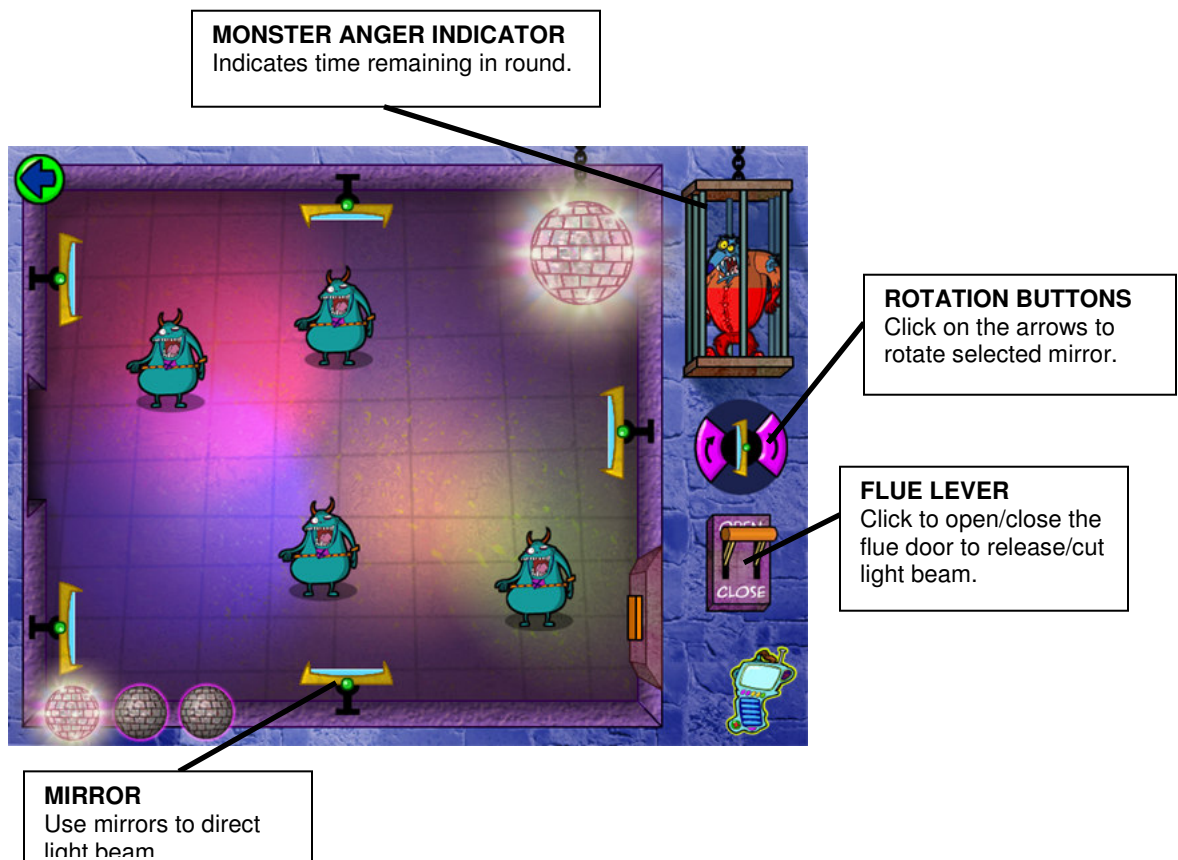 MONSTER ANGER INDICATOR
Indicates time remaining in round.
ROTATION BUTTONS
Click on the arrows to
rotate selected mirror.
FLUE LEVER
Click to open/close the
flue door to release/cut
light beam.
OPEN
CLOSE
MIRROR
Use mirrors to direct
light beam